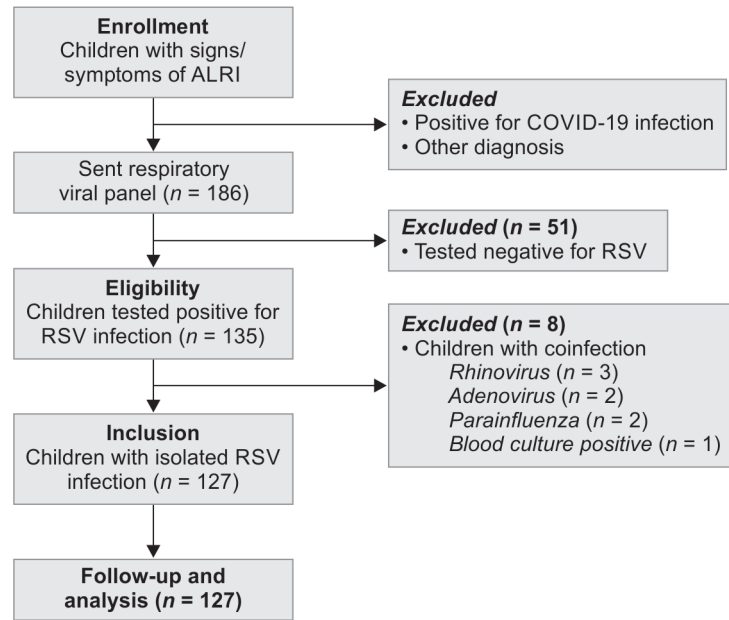 Enrollment
Children with signs/
symptoms of ALRI
Excluded
• Positive for COVID-19 infection
• Other diagnosis
Sent respiratory
viral panel (n = 186)
Excluded (n = 51)
• Tested negative for RSV
Eligibility
Children tested positive for
RSV infection (n = 135)
Excluded (n = 8)
• Children with coinfection
Rhinovirus (n = 3)
Adenovirus (n = 2)
Parainfluenza (n = 2)
Blood culture positive (n = 1)
Inclusion
Children with isolated RSV
infection (n = 127)
Follow-up and
analysis (n = 127)